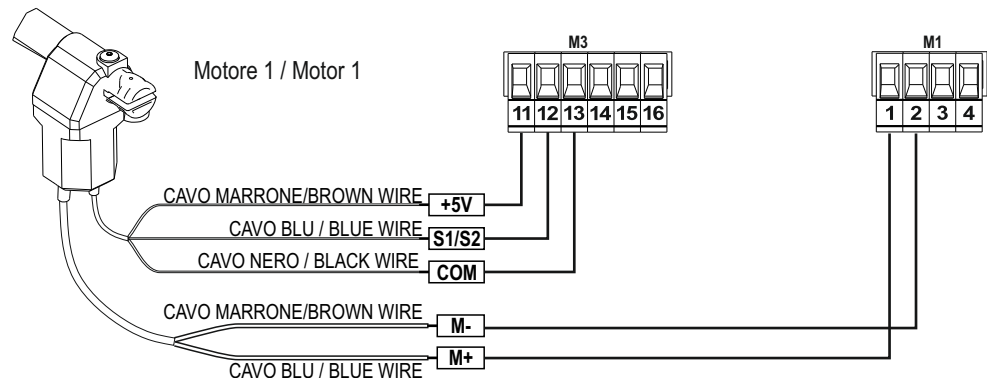 M3
M1
Motore 1 / Motor 1
11 12 13 14 15 16
1 2 3 4
CAVO MARRONE/BROWN WIRE +5V
CAVO BLU / BLUE WIRE S1/S2
CAVO NERO / BLACK WIRE COM
CAVO MARRONE/BROWN WIRE M-
M+
CAVO BLU / BLUE WIRE